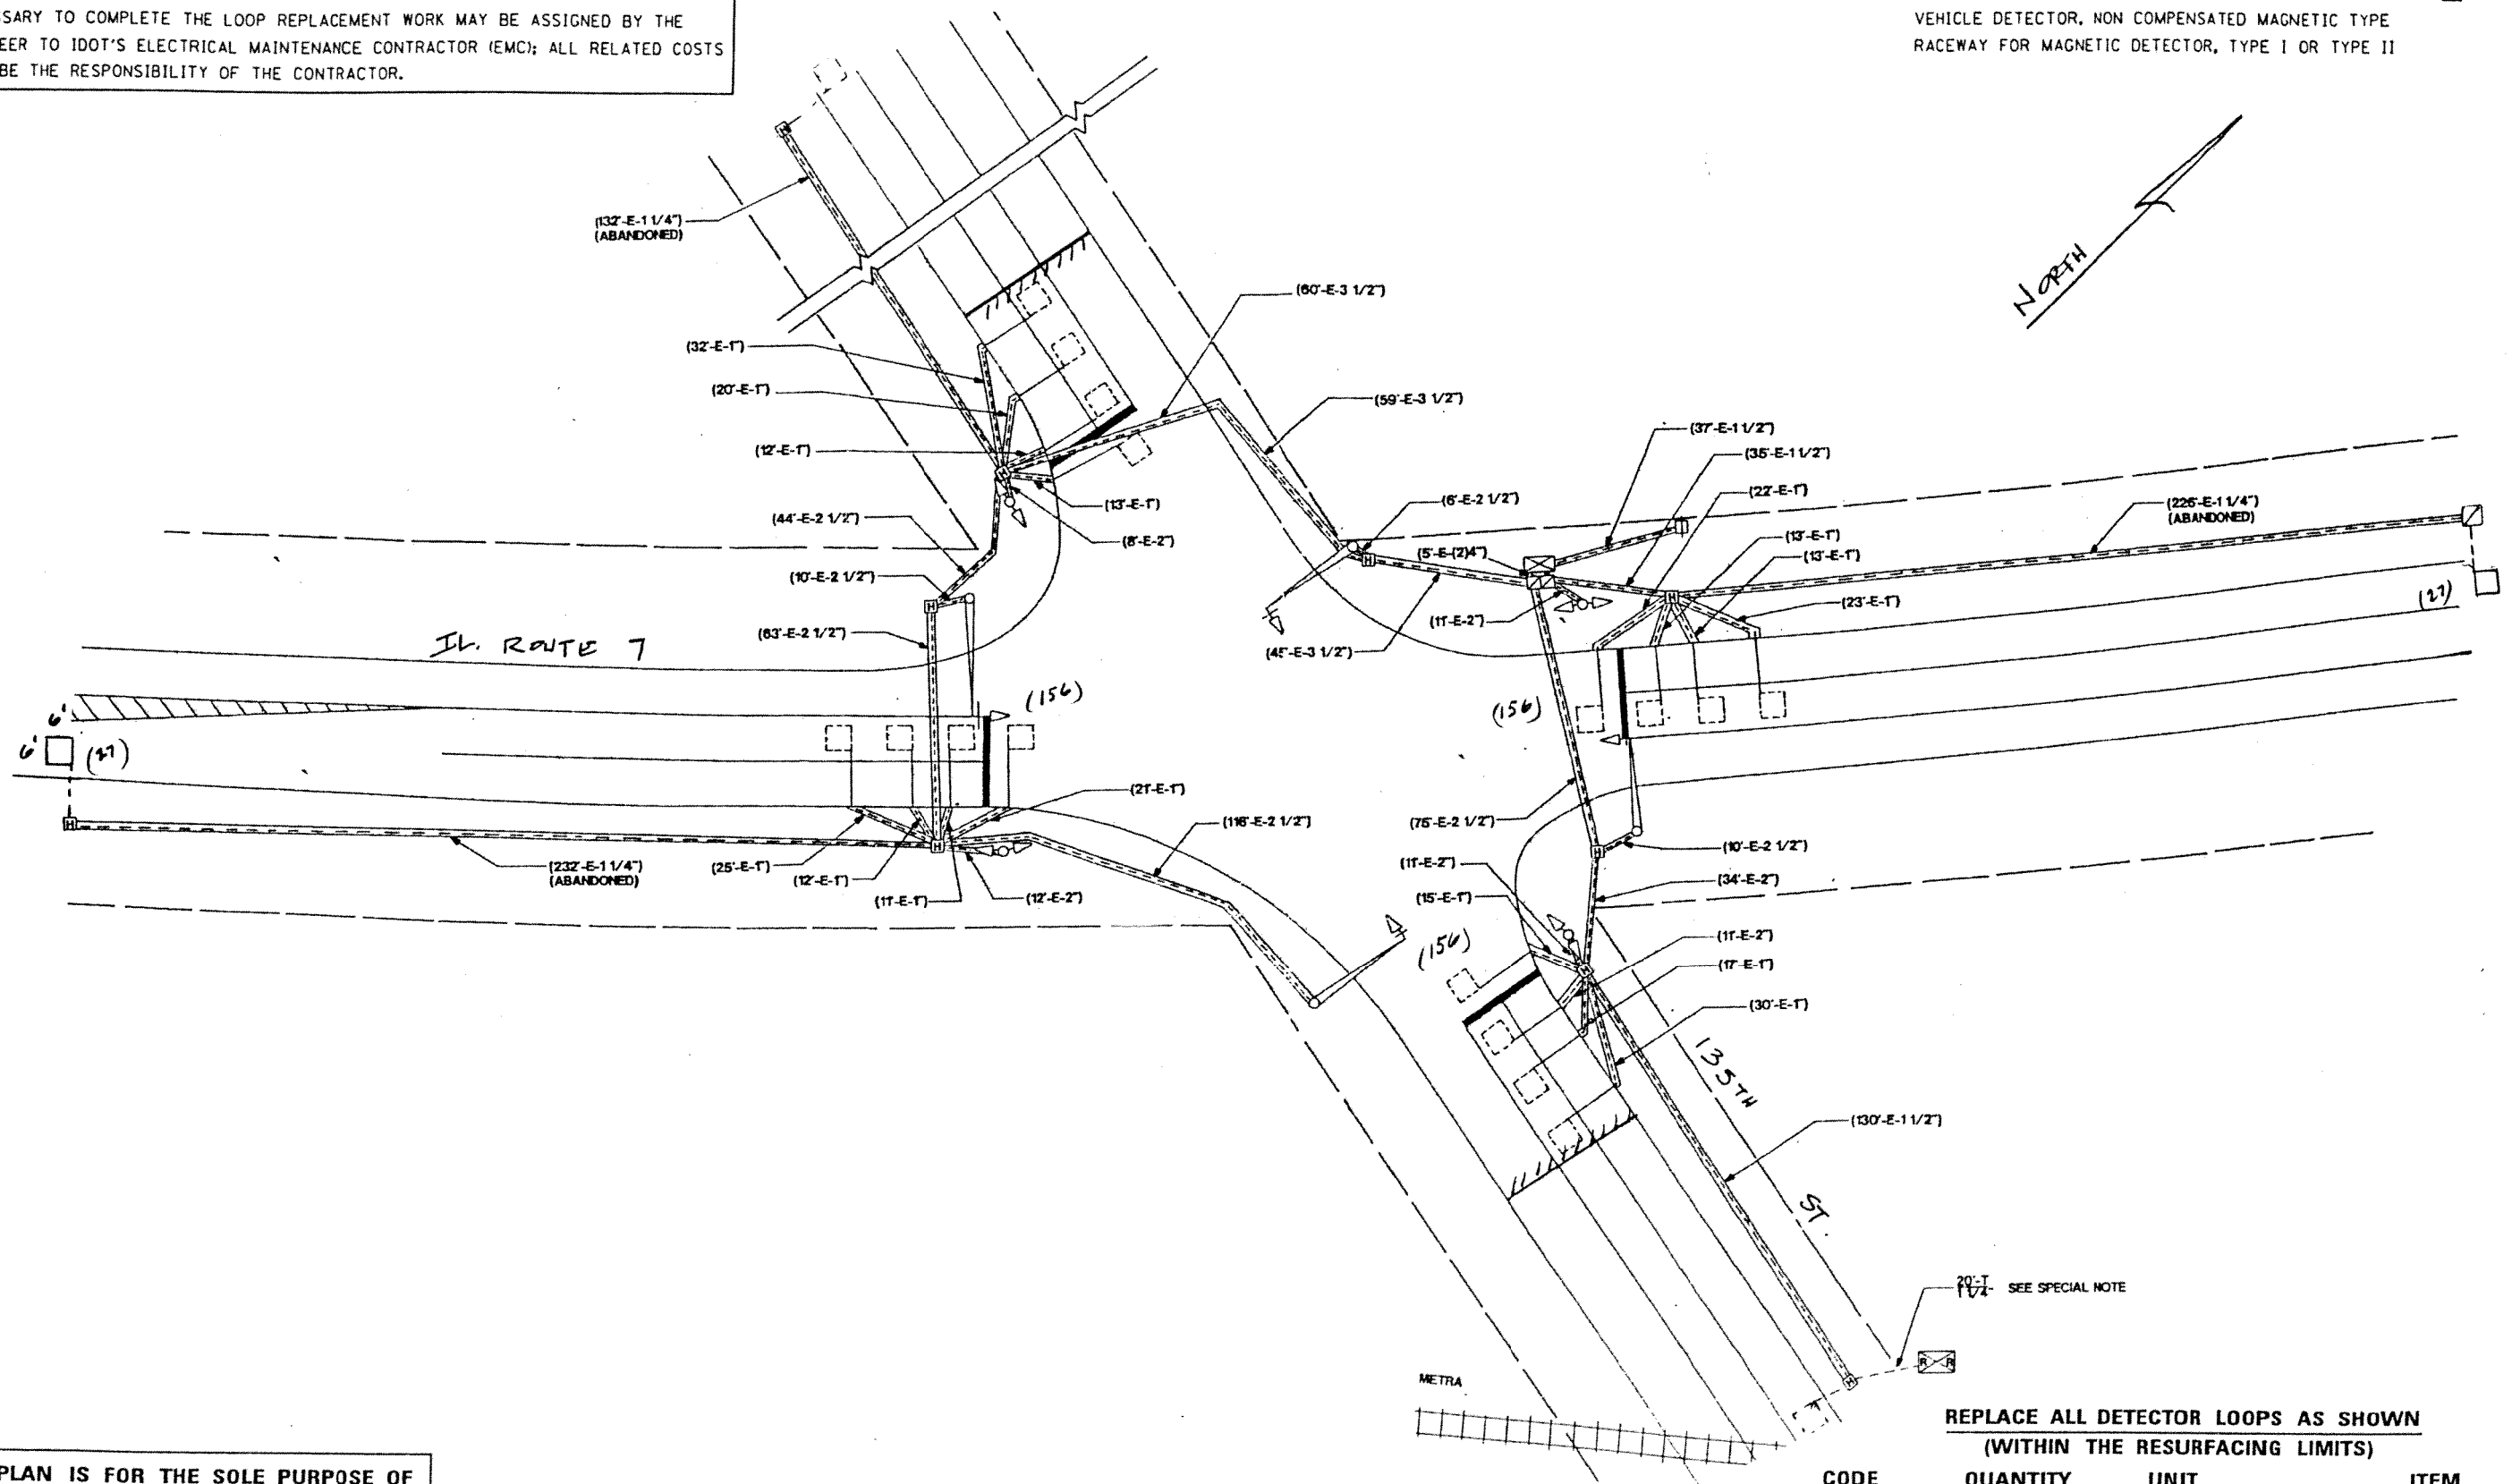 SSARY TO COMPLETE THE LOOP REPLACEMENT WORK MAY BE ASSIGNED BY THE
EER TO IDOT'S ELECTRICAL MAINTENANCE CONTRACTOR (EMC); ALL RELATED COSTS
BE THE RESPONSIBILITY OF THE CONTRACTOR.
VEHICLE DETECTOR, NON COMPENSATED MAGNETIC TYPE
RACEWAY FOR MAGNETIC DETECTOR, TYPE I OR TYPE II
NORTH
(132'-E-1 1/4")
(ABANDONED)
(60'-E-3 1/2")
(32'-E-1")
(20'-E-1")
(59'-E-3 1/2")
(12'-E-1")
(37'-E-1 1/2")
(35'-E-1 1/2")
(22'-E-1")
(13'-E-1")
(6'-E-2 1/2")
(226'-E-1 1/4")
(ABANDONED)
(44'-E-2 1/2")
(8'-E-2")
(5'-E-(2)4")
(13'-E-1")
(13'-E-1")
(10'-E-2 1/2")
(27)
(23'-E-1")
(11'-E-2")
(63'-E-2 1/2")
IL. ROUTE 7
(45'-E-3 1/2")
(156)
(156)
6'
6'
(27)
(21'-E-1")
(116'-E-2 1/2")
(75'-E-2 1/2")
(10'-E-2 1/2")
(232'-E-1 1/4")
(ABANDONED)
(25'-E-1")
(12'-E-1")
(11'-E-1")
(12'-E-2")
(11'-E-2")
(34'-E-2")
(15'-E-1")
(156)
(11'-E-2")
(17'-E-1")
(30'-E-1")
135TH
ST.
(130'-E-1 1/2")
20'-T
1 1/4"
SEE SPECIAL NOTE
R R
METRA
REPLACE ALL DETECTOR LOOPS AS SHOWN
(WITHIN THE RESURFACING LIMITS)
PLAN IS FOR THE SOLE PURPOSE OF
CODE QUANTITY UNIT ITEM